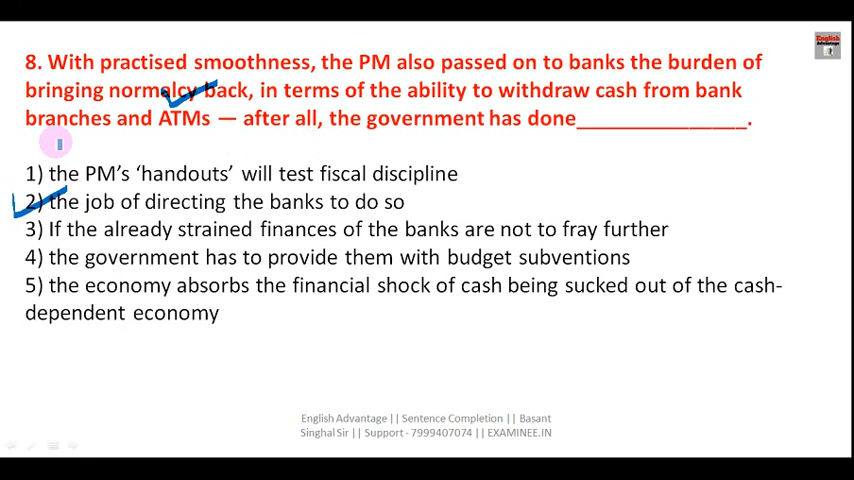 English
Advantage
8. With practised smoothness, the PM also passed on to banks the burden of
bringing normalcy back, in terms of the ability to withdraw cash from bank
branches and ATMs — after all, the government has done_______________.
1) the PM’s ‘handouts’ will test fiscal discipline
2) the job of directing the banks to do so
3) If the already strained finances of the banks are not to fray further
4) the government has to provide them with budget subventions
5) the economy absorbs the financial shock of cash being sucked out of the cash-
dependent economy
English Advantage || Sentence Completion || Basant
Singhal Sir || Support - 7999407074 || EXAMINEE.IN